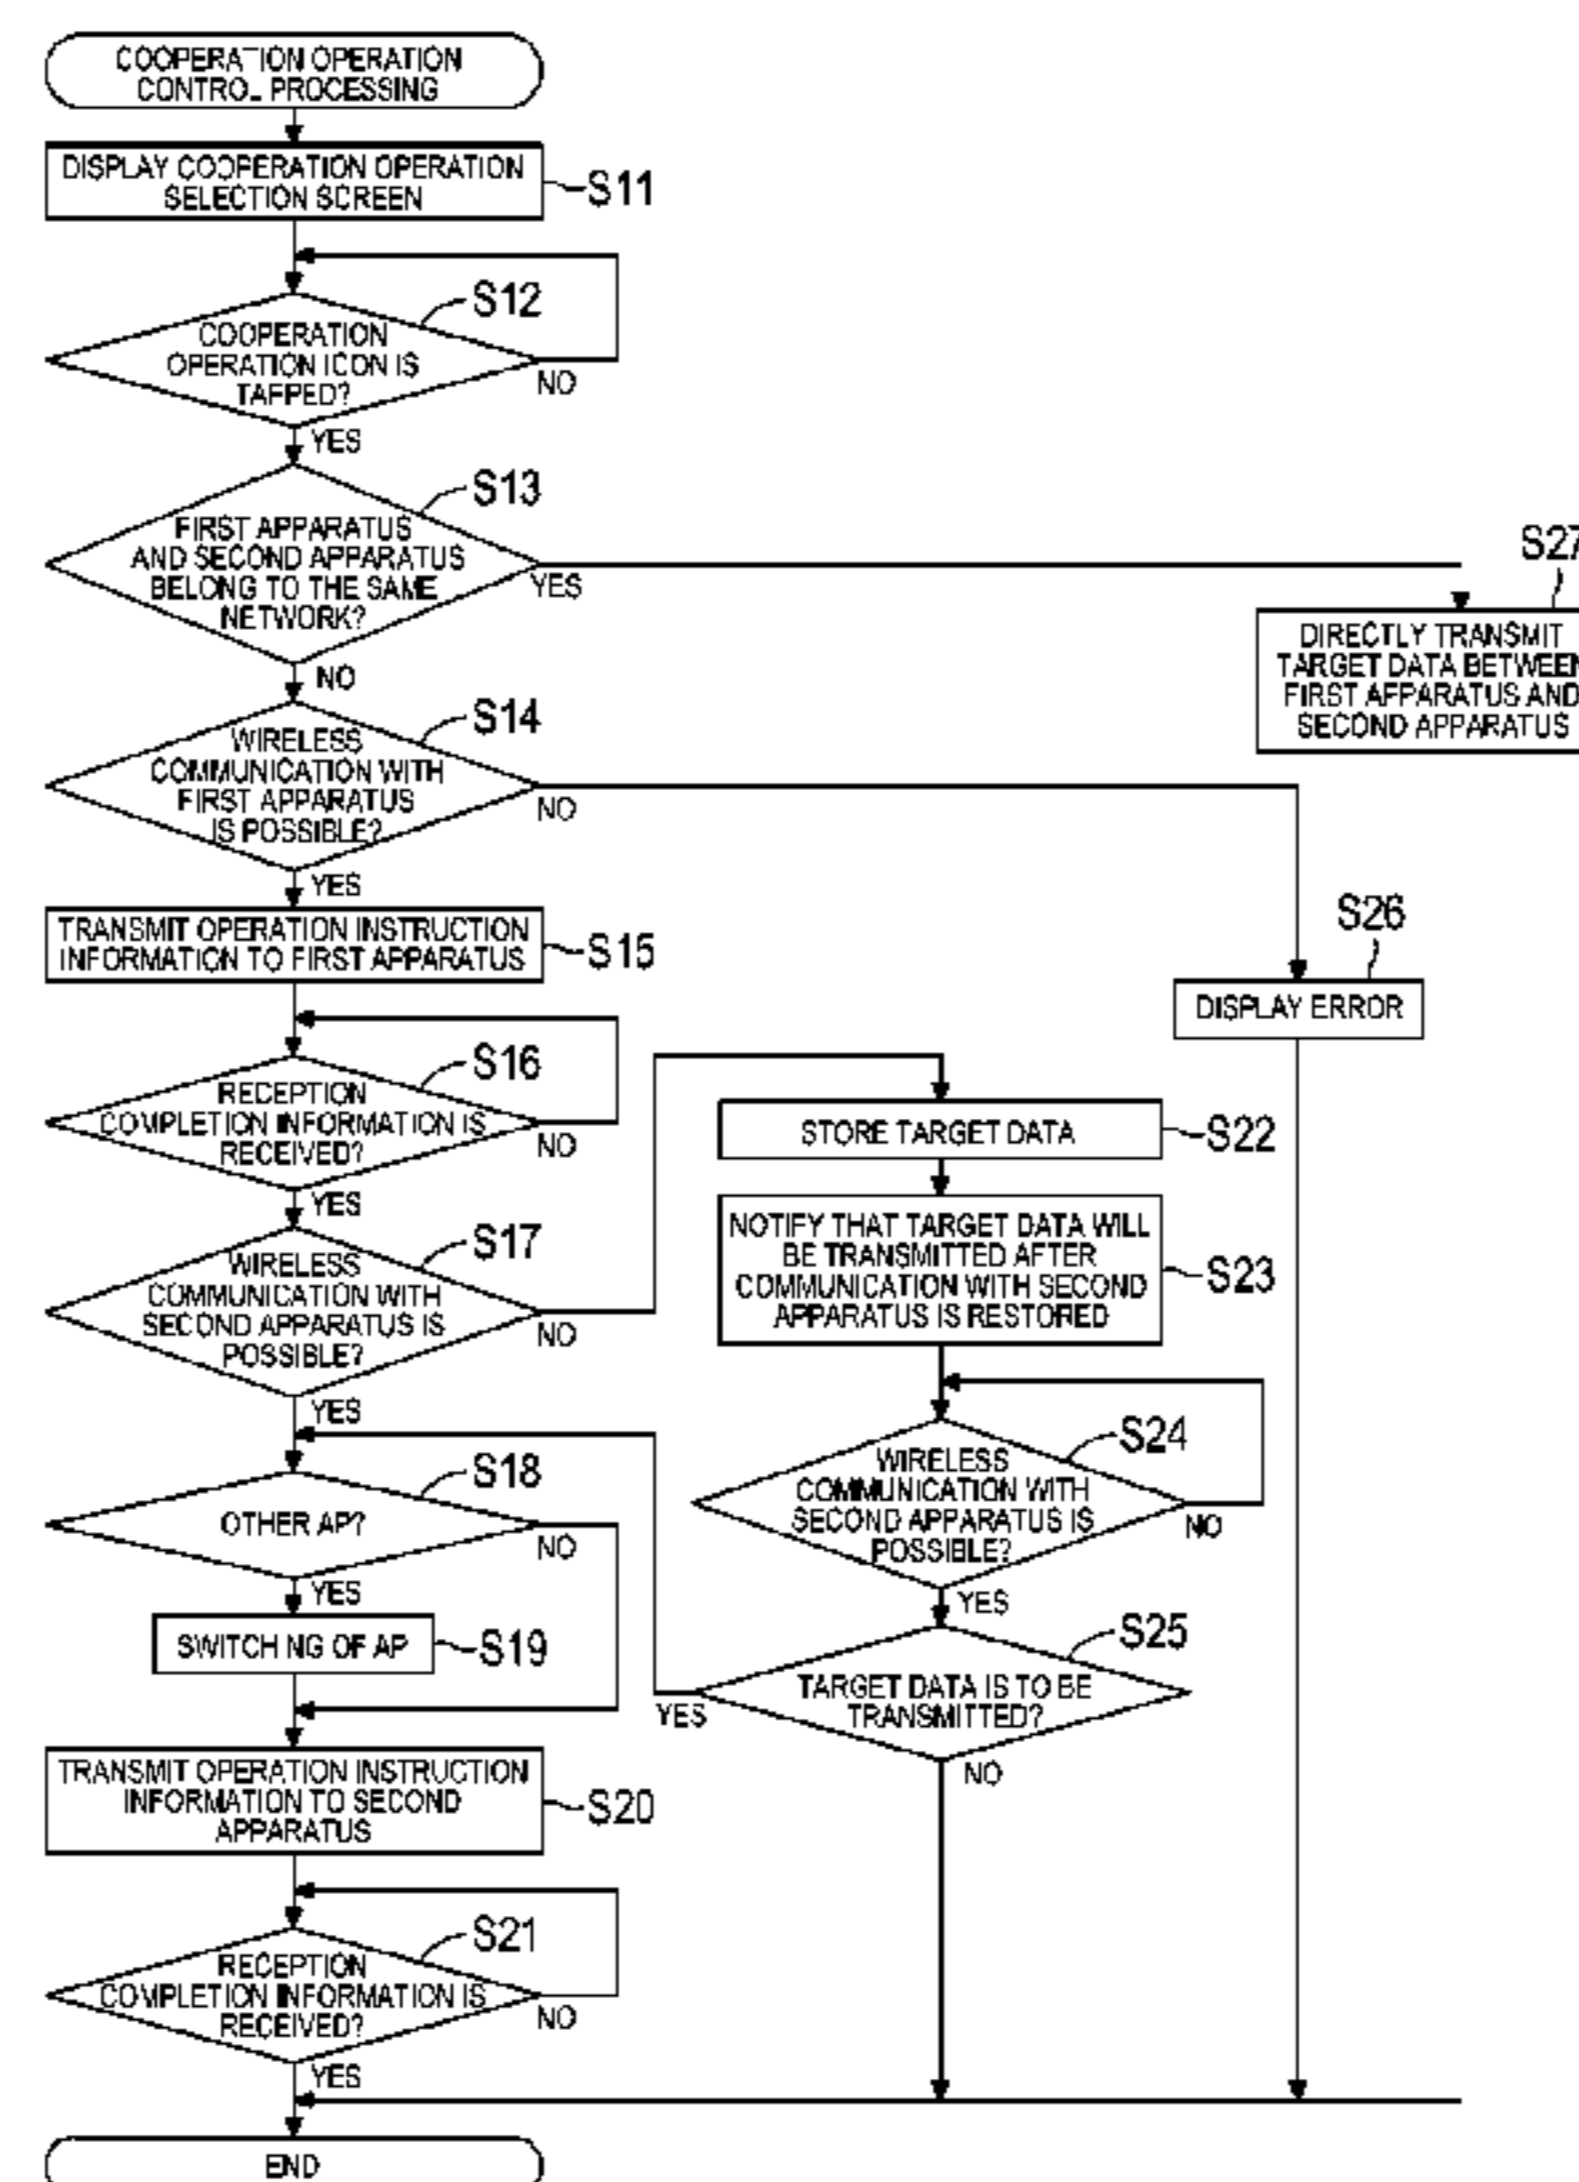 COOPERATION OPERATION
CONTROL PROCESSING
DISPLAY COOPERATION OPERATION
SELECTION SCREEN
S11
S12
COOPERATION
OPERATION ICON IS
TAPPED?
NO
YES
S13
FIRST APPARATUS
AND SECOND APPARATUS
BELONG TO THE SAME
NETWORK?
YES
NO
S27
DIRECTLY TRANSMIT
TARGET DATA BETWEEN
FIRST APPARATUS AND
SECOND APPARATUS
S14
WIRELESS
COMMUNICATION WITH
FIRST APPARATUS
IS POSSIBLE?
NO
YES
TRANSMIT OPERATION INSTRUCTION
INFORMATION TO FIRST APPARATUS
S15
S26
DISPLAY ERROR
S16
RECEPTION
COMPLETION INFORMATION IS
RECEIVED?
NO
YES
S17
WIRELESS
COMMUNICATION WITH
SECOND APPARATUS IS
POSSIBLE?
NO
YES
STORE TARGET DATA
S22
NOTIFY THAT TARGET DATA WILL
BE TRANSMITTED AFTER
COMMUNICATION WITH SECOND
APPARATUS IS RESTORED
S23
S24
WIRELESS
COMMUNICATION WITH
SECOND APPARATUS IS
POSSIBLE?
NO
YES
S25
TARGET DATA IS TO BE
TRANSMITTED?
YES
NO
S18
OTHER AP?
NO
YES
SWITCHING OF AP
S19
TRANSMIT OPERATION INSTRUCTION
INFORMATION TO SECOND
APPARATUS
S20
S21
RECEPTION
COMPLETION INFORMATION IS
RECEIVED?
NO
YES
END